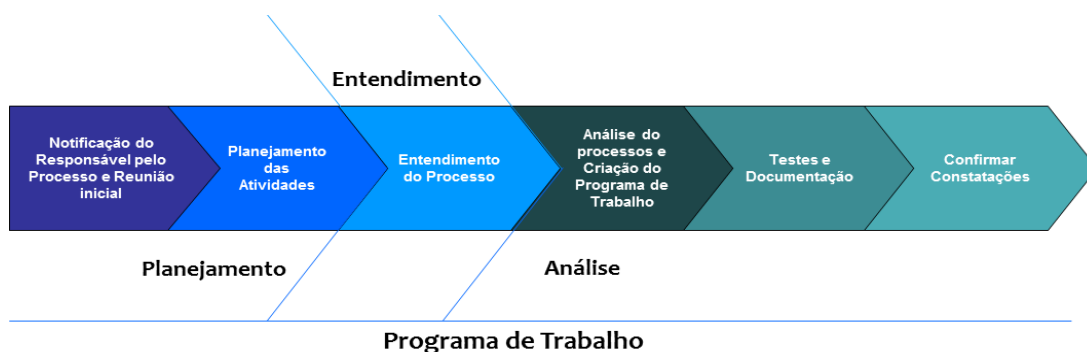 Entendimento
Notificação do
Responsável pelo
Processo e Reunião
inicial
Planejamento
das
Atividades
Entendimento
do Processo
Análise do
processos e
Criação do
Programa de
Trabalho
Testes e
Documentação
Confirmar
Constatações
Planejamento
Análise
Programa de Trabalho